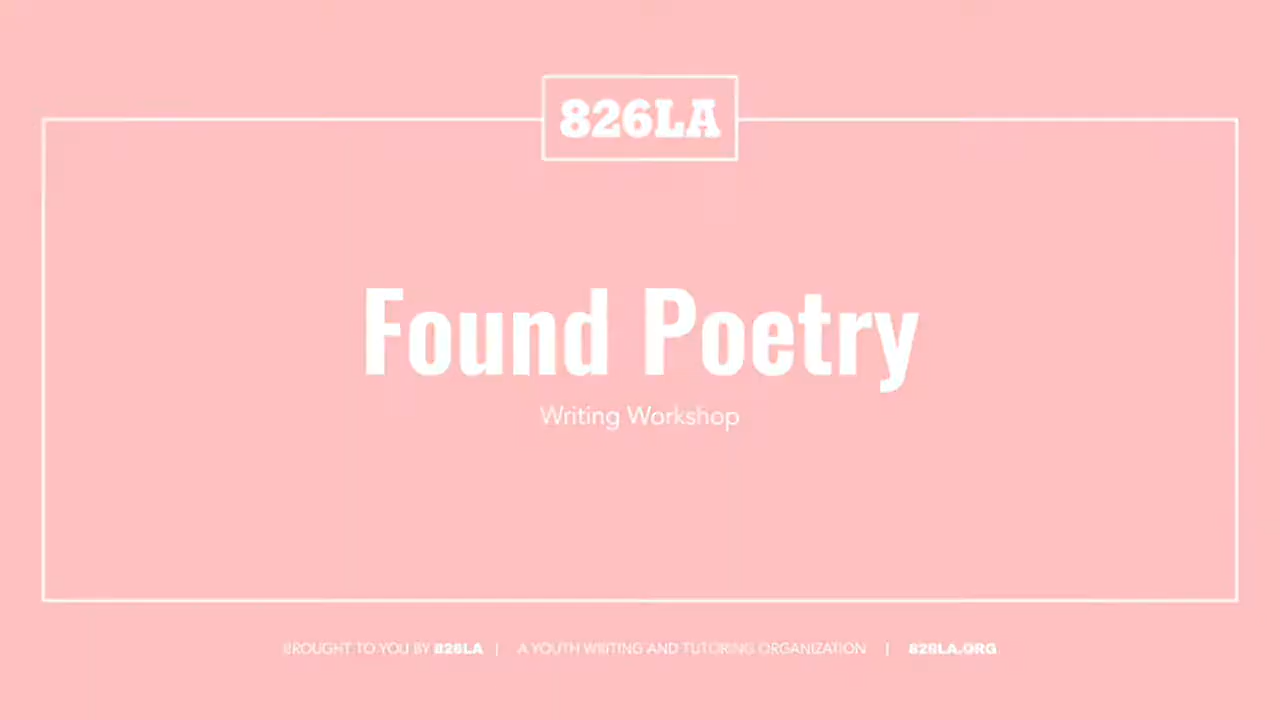 826LA
Found Poetry
Writing Workshop
BROUGHT TO YOU BY 826LA | A YOUTH WRITING AND TUTORING ORGANIZATION | 826LA.ORG